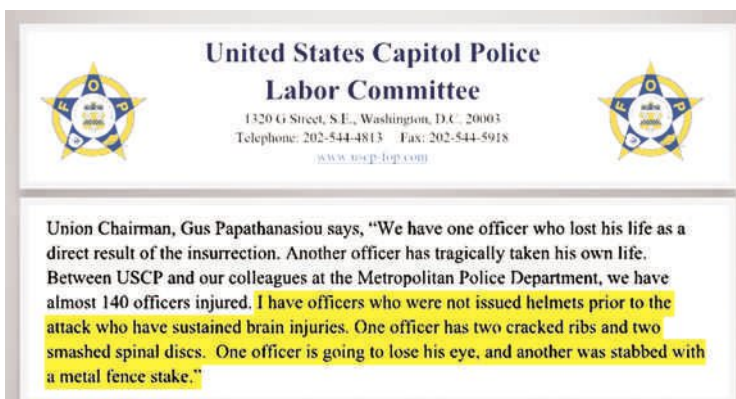 United States Capitol Police
Labor Committee
1320 G Street, S.E., Washington, D.C. 20003
Telephone: 202-544-4813 Fax: 202-544-5918
www.uscp-fop.com
FOP
FOP
Union Chairman, Gus Papathanasiou says, “We have one officer who lost his life as a
direct result of the insurrection. Another officer has tragically taken his own life.
Between USCP and our colleagues at the Metropolitan Police Department, we have
almost 140 officers injured. I have officers who were not issued helmets prior to the
attack who have sustained brain injuries. One officer has two cracked ribs and two
smashed spinal discs. One officer is going to lose his eye, and another was stabbed with
a metal fence stake.”